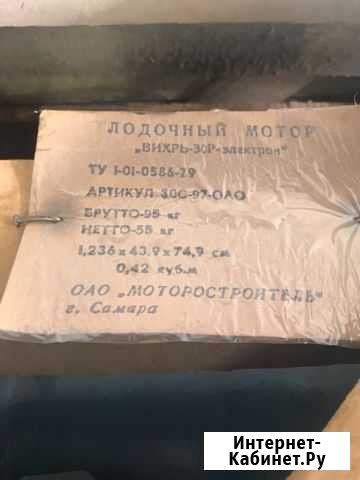 ЛОДОЧНЫЙ МОТОР
„ВИХРЬ-30Р-электрон"
ТУ 1-01-0586-79
АРТИКУЛ 30С-97-ОАО
БРУТТО-95 кг
НЕТТО-55 кг
1,236 х 43,9 х 74,9 см
0,42 куб.м
ОАО „МОТОРОСТРОИТЕЛЬ"
г. Самара
Интернет-
Кабинет.Ру